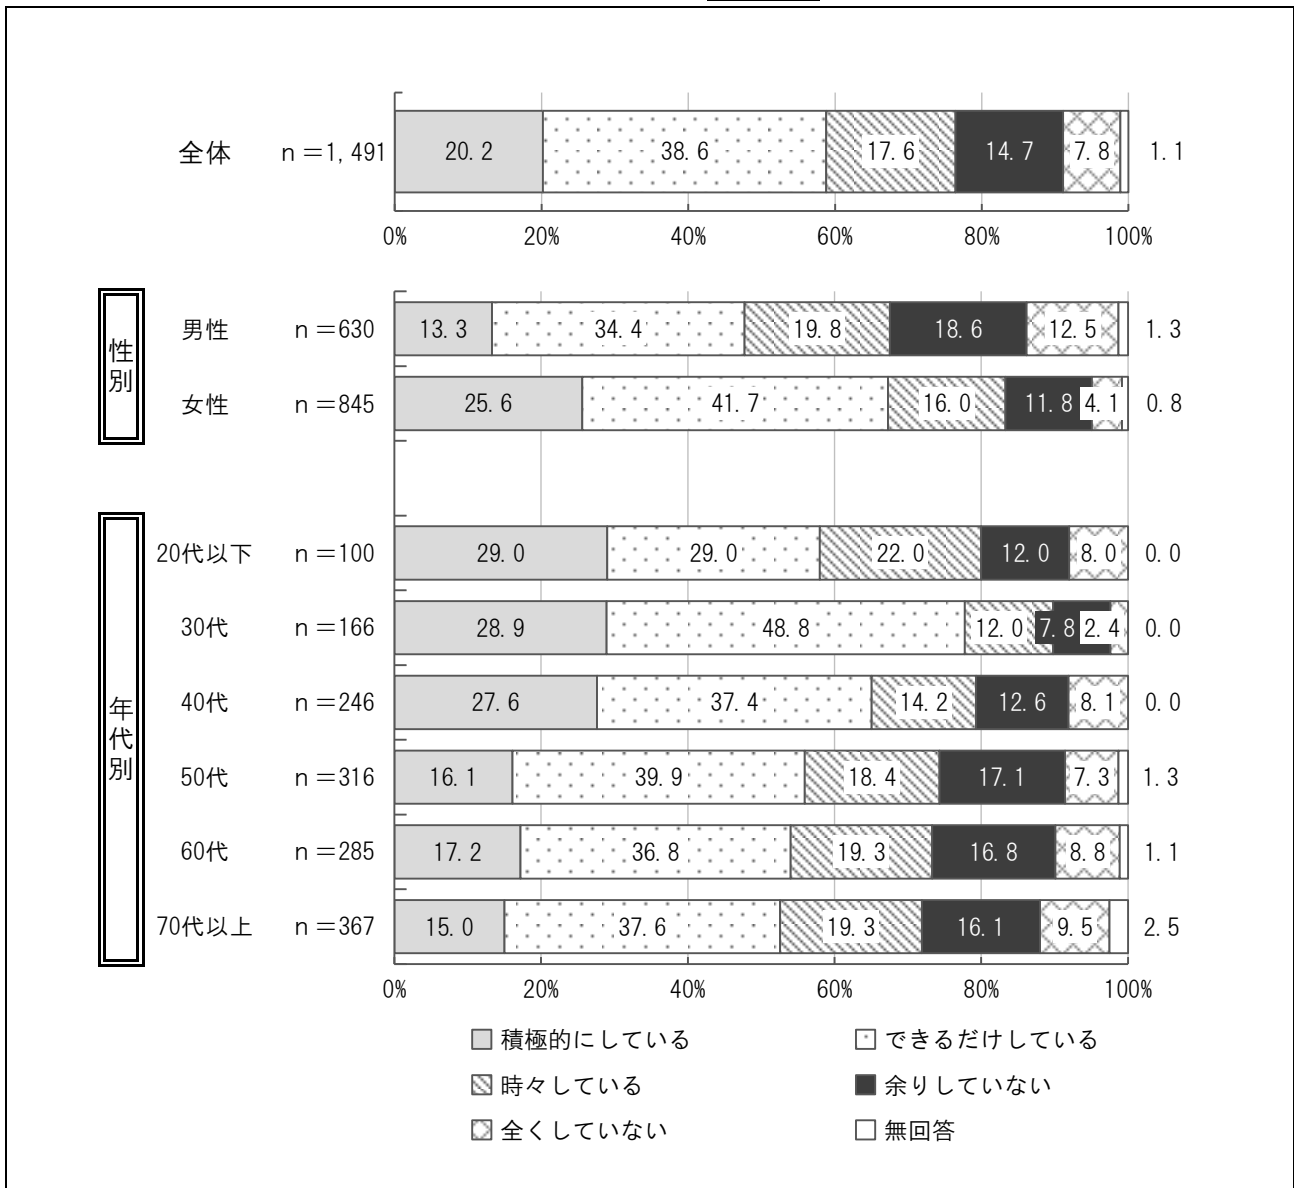 全体 n＝1,491 20.2 38.6 17.6 14.7 7.8 1.1
0% 20% 40% 60% 80% 100%
性別
男性 n＝630 13.3 34.4 19.8 18.6 12.5 1.3
女性 n＝845 25.6 41.7 16.0 11.8 4.1 0.8
年代別
20代以下 n＝100 29.0 29.0 22.0 12.0 8.0 0.0
30代 n＝166 28.9 48.8 12.0 7.8 2.4 0.0
40代 n＝246 27.6 37.4 14.2 12.6 8.1 0.0
50代 n＝316 16.1 39.9 18.4 17.1 7.3 1.3
60代 n＝285 17.2 36.8 19.3 16.8 8.8 1.1
70代以上 n＝367 15.0 37.6 19.3 16.1 9.5 2.5
0% 20% 40% 60% 80% 100%
積極的にしている できるだけしている
時々している 余りしていない
全くしていない 無回答